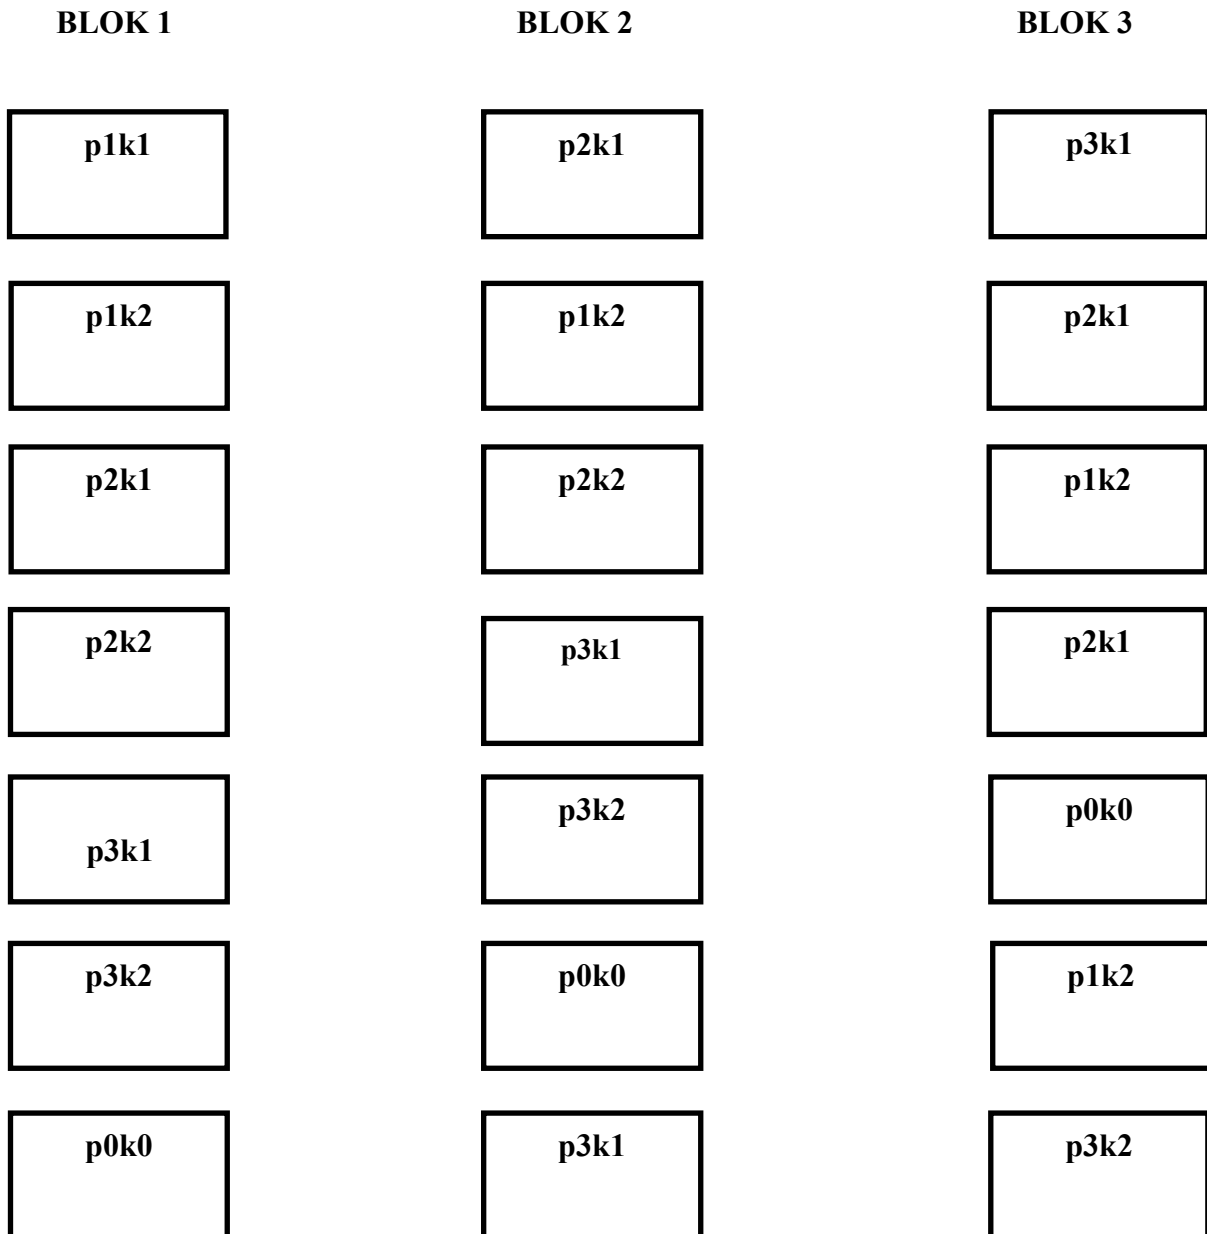 BLOK 1 BLOK 2 BLOK 3
p1k1 p2k1 p3k1
p1k2 p1k2 p2k1
p2k1 p2k2 p1k2
p2k2 p3k1 p2k1
p3k1 p3k2 p0k0
p3k2 p0k0 p1k2
p0k0 p3k1 p3k2